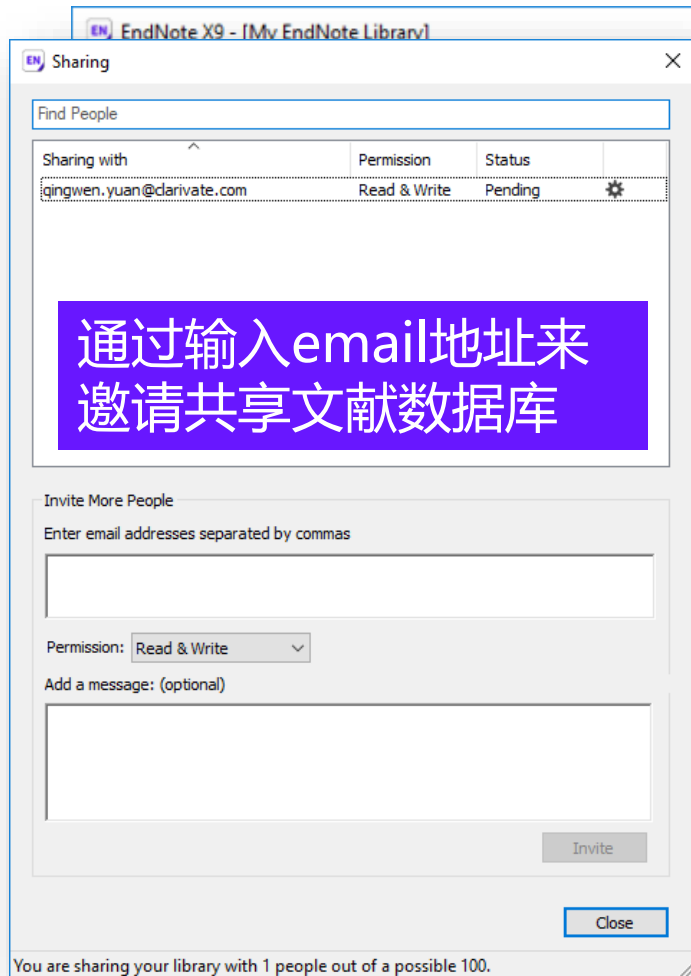 EN EndNote X9 - [My EndNote Library]
EN Sharing
Find People
Sharing with Permission Status
qingwen.yuan@clarivate.com Read & Write Pending
通过输入email地址来
邀请共享文献数据库
Invite More People
Enter email addresses separated by commas
Permission: Read & Write
Add a message: (optional)
Invite
Close
You are sharing your library with 1 people out of a possible 100.